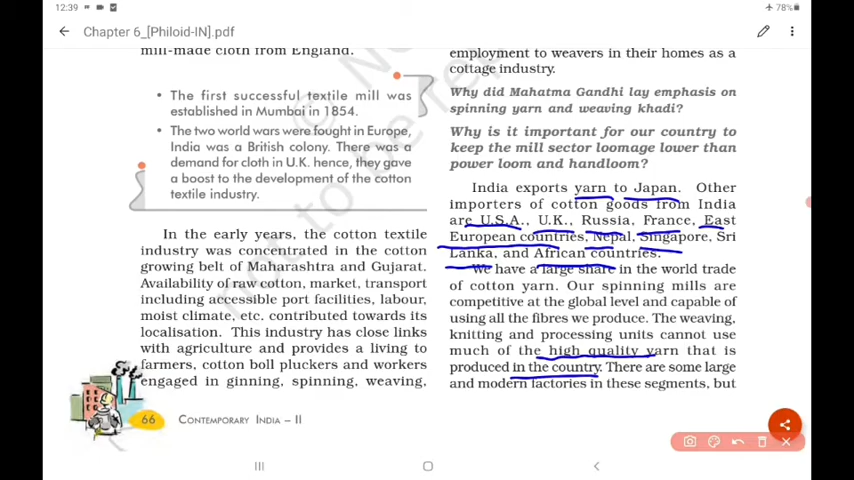 12:39
78%
Chapter 6_[Philoid-IN].pdf
mill-made cloth from England.
• The first successful textile mill was
established in Mumbai in 1854.
• The two world wars were fought in Europe,
India was a British colony. There was a
demand for cloth in U.K. hence, they gave
a boost to the development of the cotton
textile industry.
In the early years, the cotton textile
industry was concentrated in the cotton
growing belt of Maharashtra and Gujarat.
Availability of raw cotton, market, transport
including accessible port facilities, labour,
moist climate, etc. contributed towards its
localisation. This industry has close links
with agriculture and provides a living to
farmers, cotton boll pluckers and workers
engaged in ginning, spinning, weaving,
66 CONTEMPORARY INDIA – II
employment to weavers in their homes as a
cottage industry.
Why did Mahatma Gandhi lay emphasis on
spinning yarn and weaving khadi?
Why is it important for our country to
keep the mill sector loomage lower than
power loom and handloom?
India exports yarn to Japan. Other
importers of cotton goods from India
are U.S.A., U.K., Russia, France, East
European countries, Nepal, Singapore, Sri
Lanka, and African countries.
We have a large share in the world trade
of cotton yarn. Our spinning mills are
competitive at the global level and capable of
using all the fibres we produce. The weaving,
knitting and processing units cannot use
much of the high quality yarn that is
produced in the country. There are some large
and modern factories in these segments, but